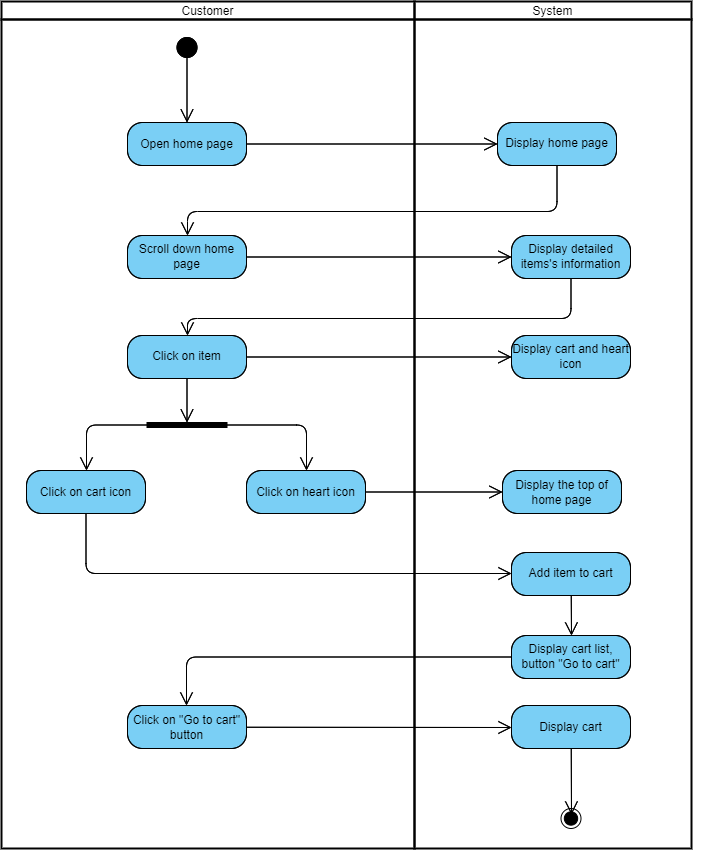 Customer
System
Open home page
Display home page
Scroll down home
page
Display detailed
items's information
Click on item
Display cart and heart
icon
Click on cart icon
Click on heart icon
Display the top of
home page
Add item to cart
Display cart list,
button "Go to cart"
Click on "Go to cart"
button
Display cart